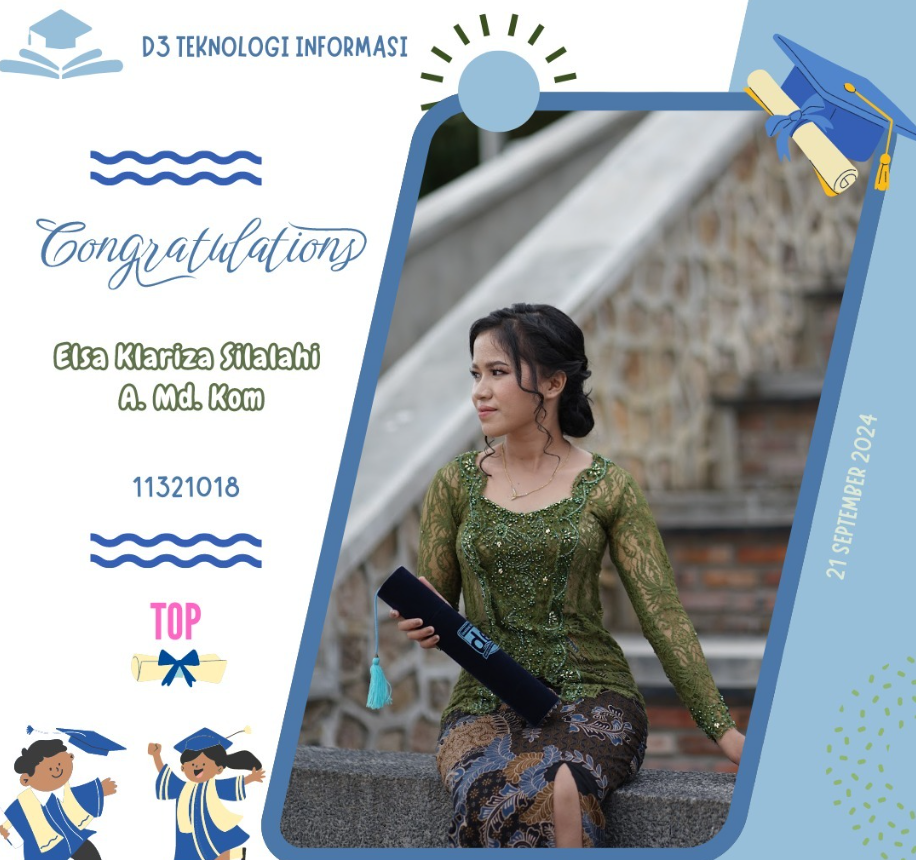 D3 TEKNOLOGI INFORMASI
Congratulations
Elsa Klariza Silalahi
A. Md. Kom
11321018
TOP
21 SEPTEMBER 2024